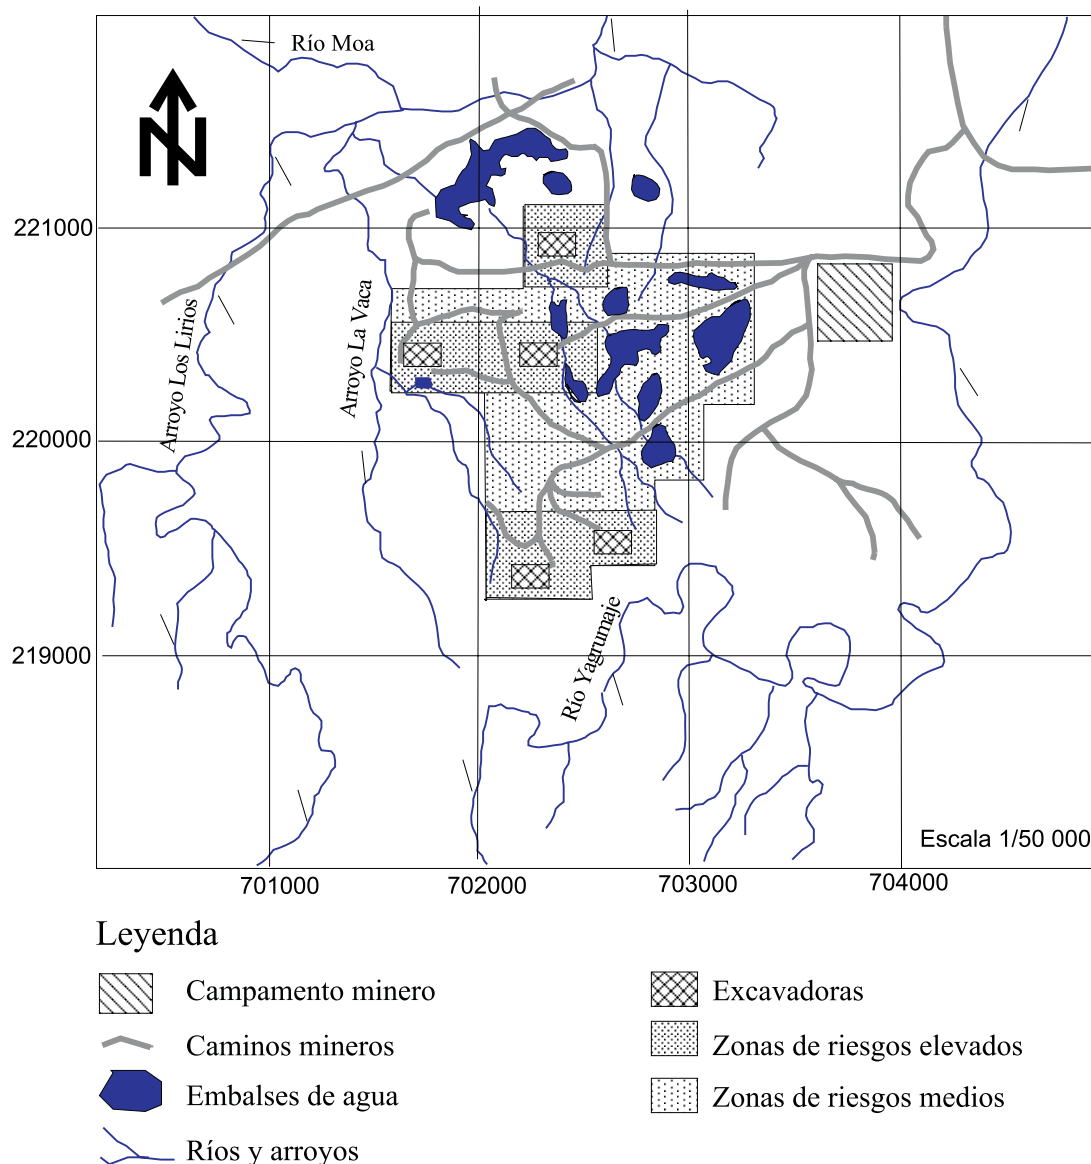 Río Moa
N
221000
Arroyo Los Lirios
Arroyo La Vaca
220000
219000
Río Yagrumaje
Escala 1/50 000
701000
702000
703000
704000
Leyenda
Campamento minero
Caminos mineros
Embalses de agua
Ríos y arroyos
Excavadoras
Zonas de riesgos elevados
Zonas de riesgos medios